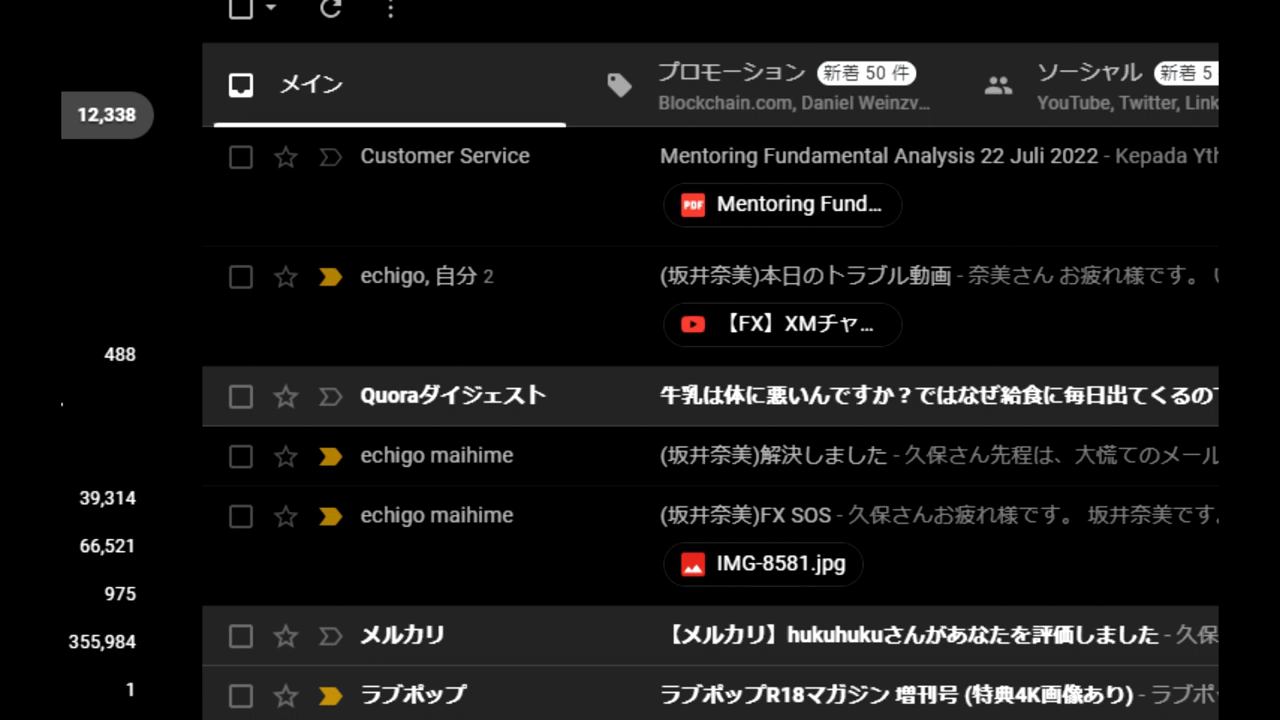 メイン
プロモーション 新着 50 件
Blockchain.com, Daniel Weinzv...
ソーシャル 新着 5
YouTube, Twitter, Link
12,338
Customer Service Mentoring Fundamental Analysis 22 Juli 2022 - Kepada Yth
PDF Mentoring Fund...
echigo, 自分 2 (坂井奈美)本日のトラブル動画 - 奈美さん お疲れ様です。
【FX】XMチャ...
488
Quoraダイジェスト 牛乳は体に悪いんですか？ではなぜ給食に毎日出てくるの
echigo maihime (坂井奈美)解決しました - 久保さん先程は、大慌てのメール
39,314
echigo maihime (坂井奈美)FX SOS - 久保さんお疲れ様です。 坂井奈美です。
66,521
IMG-8581.jpg
975
メルカリ 【メルカリ】hukuhukuさんがあなたを評価しました - 久保
355,984
ラブポップ ラブポップR18マガジン 増刊号 (特典4K画像あり) - ラブポ
1